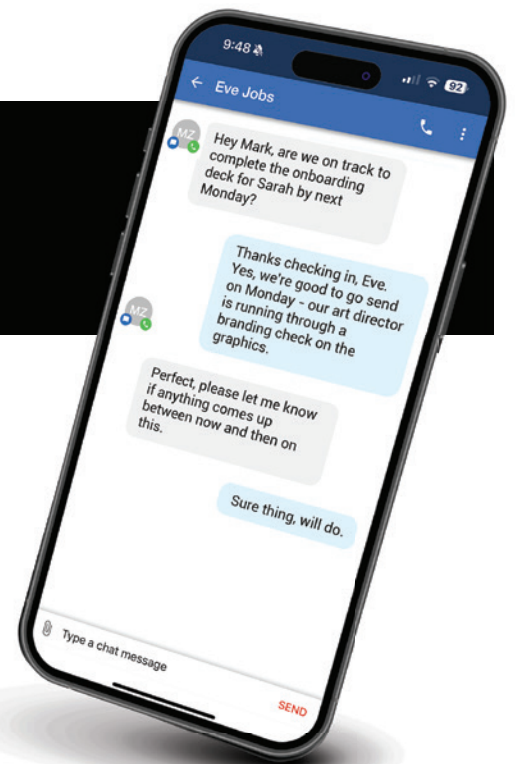 9:48
92
Eve Jobs
MZ
Hey Mark, are we on track to
complete the onboarding
deck for Sarah by next
Monday?
Thanks checking in, Eve.
Yes, we're good to go send
on Monday - our art director
is running through a
branding check on the
graphics.
MZ
Perfect, please let me know
if anything comes up
between now and then on
this.
Sure thing, will do.
Type a chat message
SEND